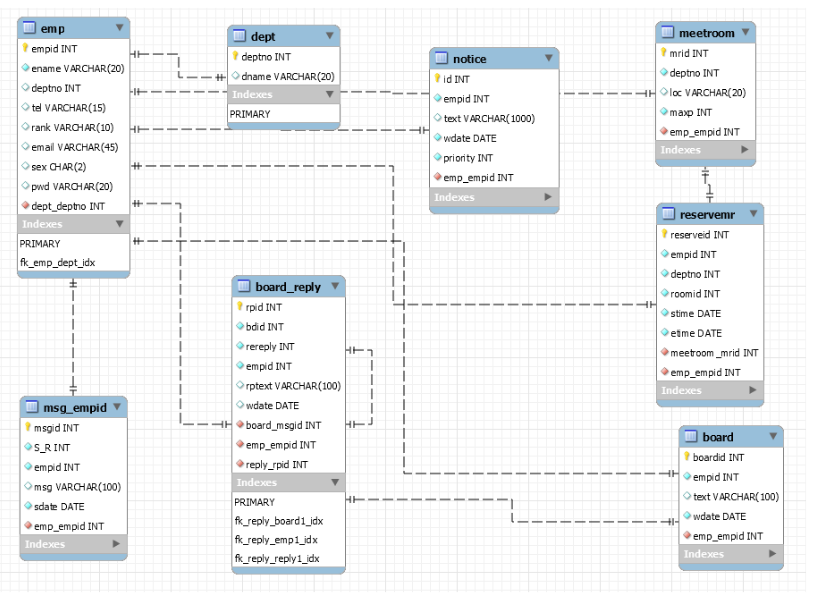 emp
empid INT
ename VARCHAR(20)
deptno INT
tel VARCHAR(15)
rank VARCHAR(10)
email VARCHAR(45)
sex CHAR(2)
pwd VARCHAR(20)
dept_deptno INT
Indexes
PRIMARY
fk_emp_dept_idx
dept
deptno INT
dname VARCHAR(20)
Indexes
PRIMARY
notice
id INT
empid INT
text VARCHAR(1000)
wdate DATE
priority INT
emp_empid INT
Indexes
meetroom
mrid INT
deptno INT
loc VARCHAR(20)
maxp INT
emp_empid INT
Indexes
reservemr
reserveid INT
empid INT
deptno INT
roomid INT
stime DATE
etime DATE
meetroom_mrid INT
emp_empid INT
Indexes
board_reply
rpid INT
bdid INT
rereply INT
empid INT
rptext VARCHAR(100)
wdate DATE
board_msgid INT
emp_empid INT
reply_rpid INT
Indexes
PRIMARY
fk_reply_board1_idx
fk_reply_emp1_idx
fk_reply_reply1_idx
msg_empid
msgid INT
S_R INT
empid INT
msg VARCHAR(100)
sdate DATE
emp_empid INT
Indexes
board
boardid INT
empid INT
text VARCHAR(100)
wdate DATE
emp_empid INT
Indexes